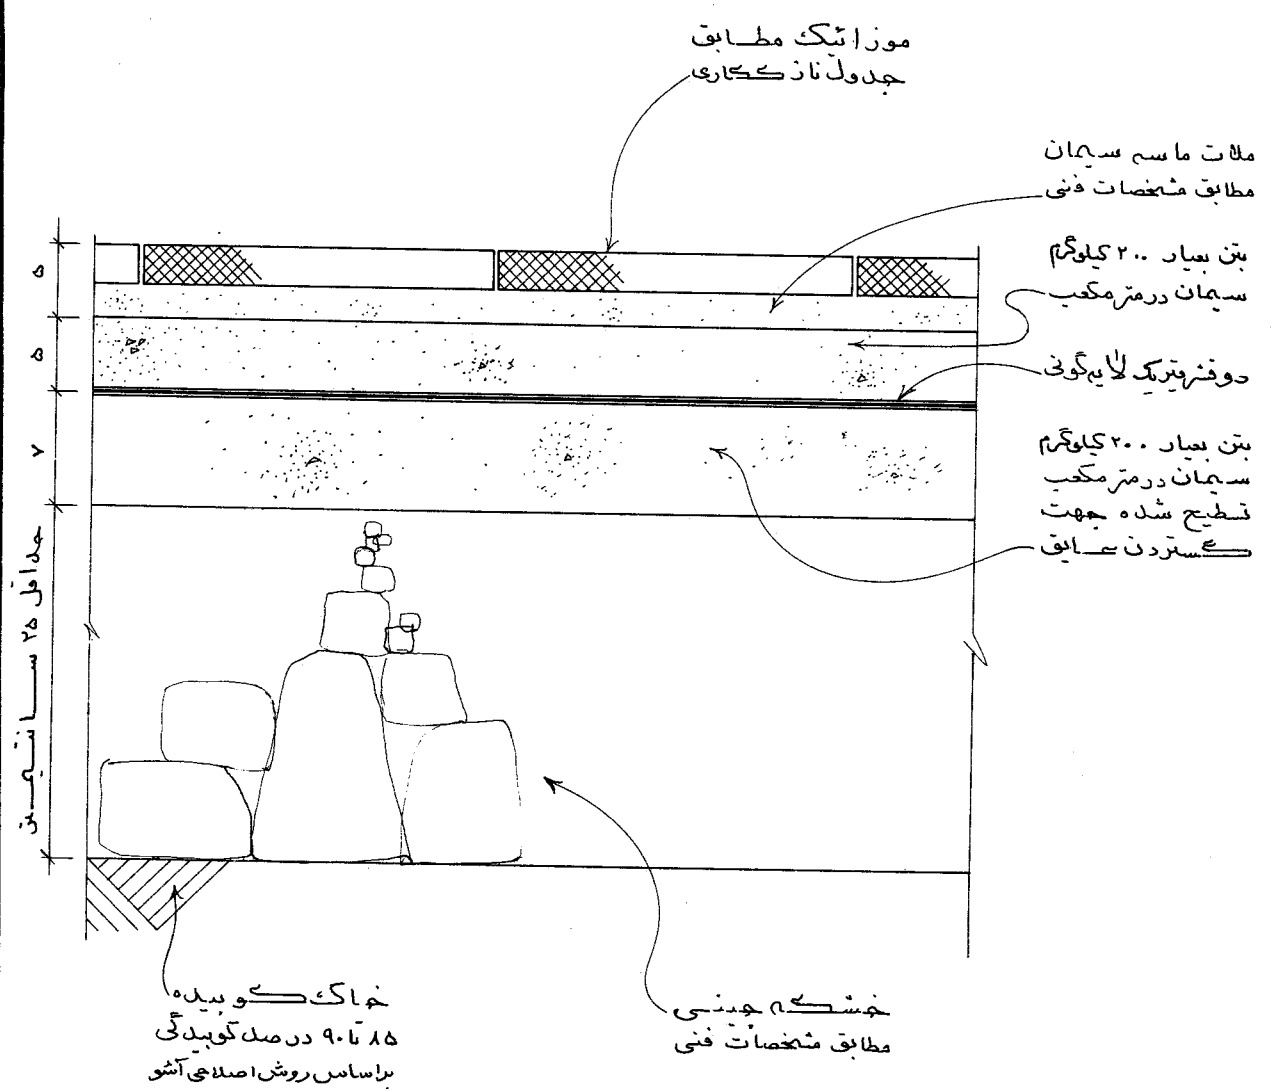 موزائیک مطابق
جدول نازک کاری
ملات ماسه سیمان
مطابق مشخصات فنی
بتن بعیار ۲۰۰ کیلوگرم
سیمان در متر مکعب
دو قشر قیر یک لایه گونی
بتن بعیار ۲۰۰ کیلوگرم
سیمان در متر مکعب
تسطیح شده جهت
گستردن عایق
۵
۵
۷
حداقل ۲۵ سانتیمتر
خشکه چینی
مطابق مشخصات فنی
خاک کوبیده
۸۵ تا ۹۰ درصد کوبیدگی
براساس روش اصلاحی آشو